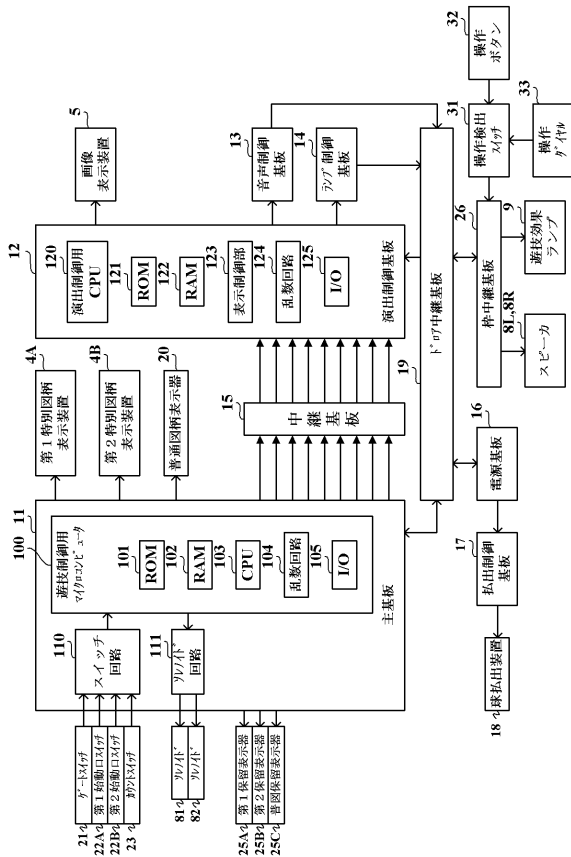 21
22A
22B
23
ゲートスイッチ
第1始動口スイッチ
第2始動口スイッチ
カウントスイッチ
81
82
ソレノイド
ソレノイド
25A
25B
25C
第1保留表示器
第2保留表示器
普図保留表示器
11
100
遊技制御用
マイクロコンピュータ
110
スイッチ
回路
111
ソレノイド
回路
101
ROM
102
RAM
103
CPU
104
乱数回路
105
I/O
主基板
4A
第1特別図柄
表示装置
4B
第2特別図柄
表示装置
20
普通図柄表示器
15
中継基板
12
120
演出制御用
CPU
121
ROM
122
RAM
123
表示制御部
124
乱数回路
125
I/O
演出制御基板
5
画像
表示装置
13
音声制御
基板
14
ランプ制御
基板
19
ドロア中継基板
18
球払出装置
17
払出制御
基板
16
電源基板
26
枠中継基板
8L,8R
スピーカ
9
遊技効果
ランプ
31
操作検出
スイッチ
32
操作
ボタン
33
操作
ダイヤル